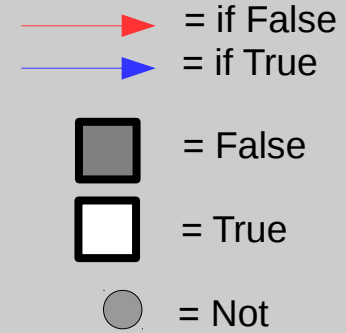 = if False
= if True
= False
= True
= Not